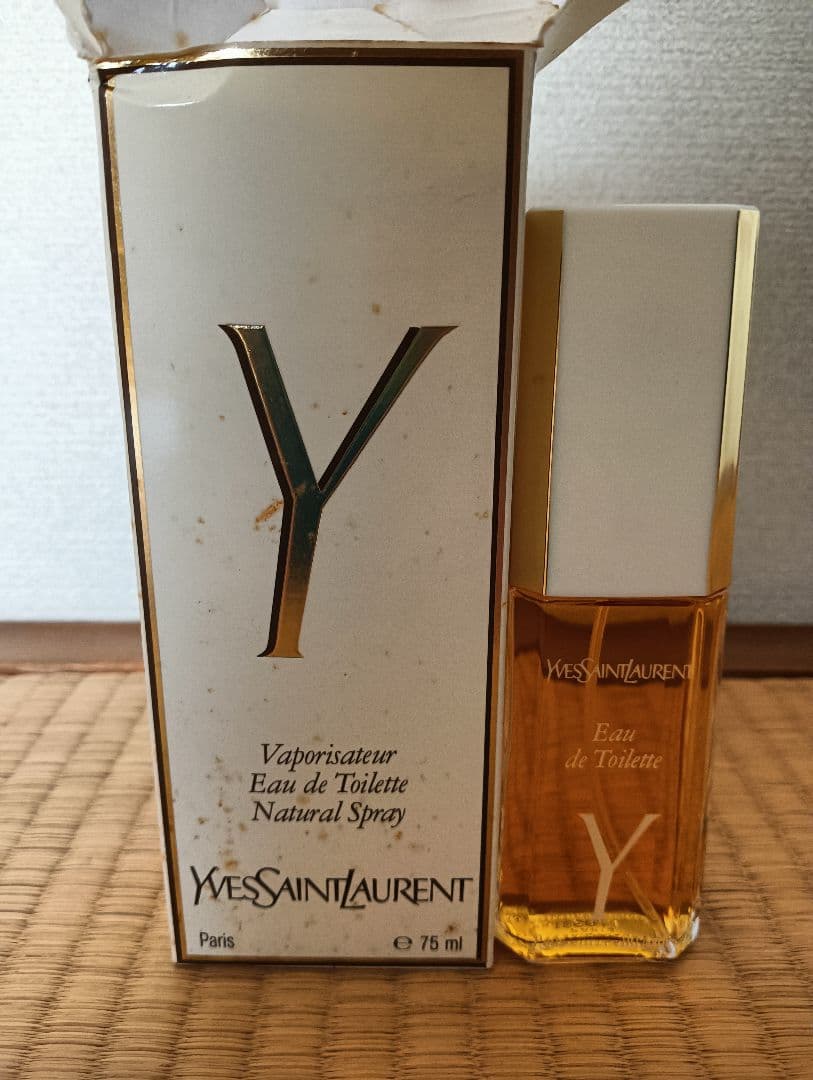 Y
Vaporisateur
Eau de Toilette
Natural Spray
YVESSAINTLAURENT
Paris
℮ 75 ml
YVESSAINTLAURENT
Eau
de Toilette
Y